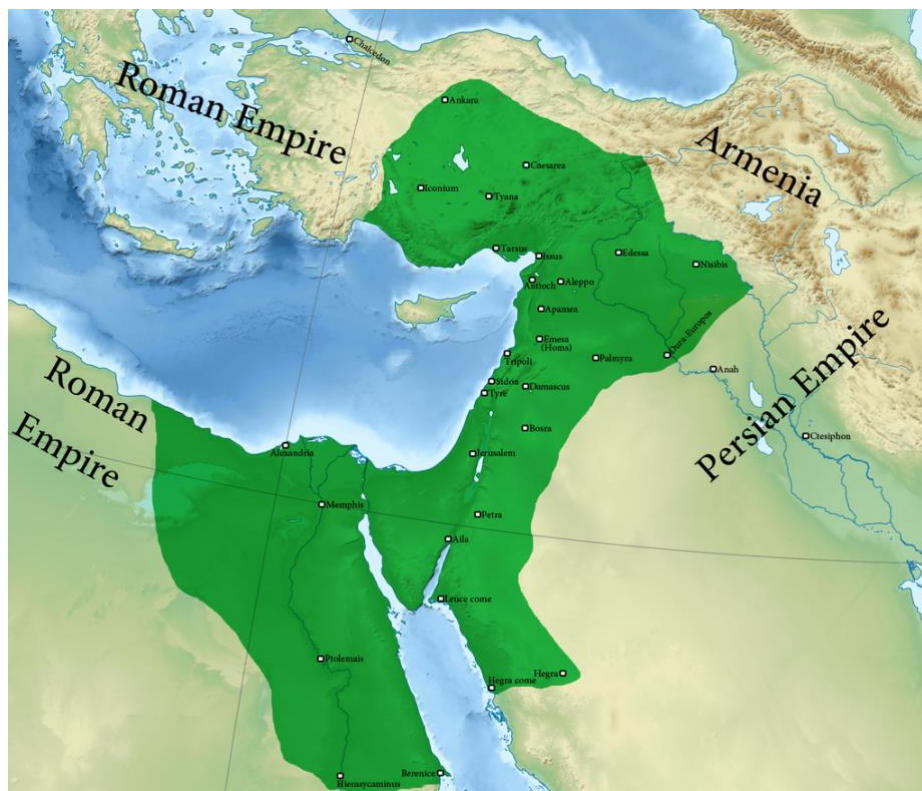 Chalcedon
Roman Empire
Ankara
Armenia
Caesarea
Iconium
Tyana
Tarsus
Issus
Edessa
Nisibis
Antioch
Aleppo
Apamea
Emesa
(Homs)
Dura-Europos
Tripoli
Palmyra
Anah
Persian Empire
Sidon
Damascus
Tyre
Roman
Empire
Bosra
Ctesiphon
Alexandria
Jerusalem
Memphis
Petra
Aila
Leuce come
Ptolemais
Hegra
Hegra come
Berenice
Hierasycaminus